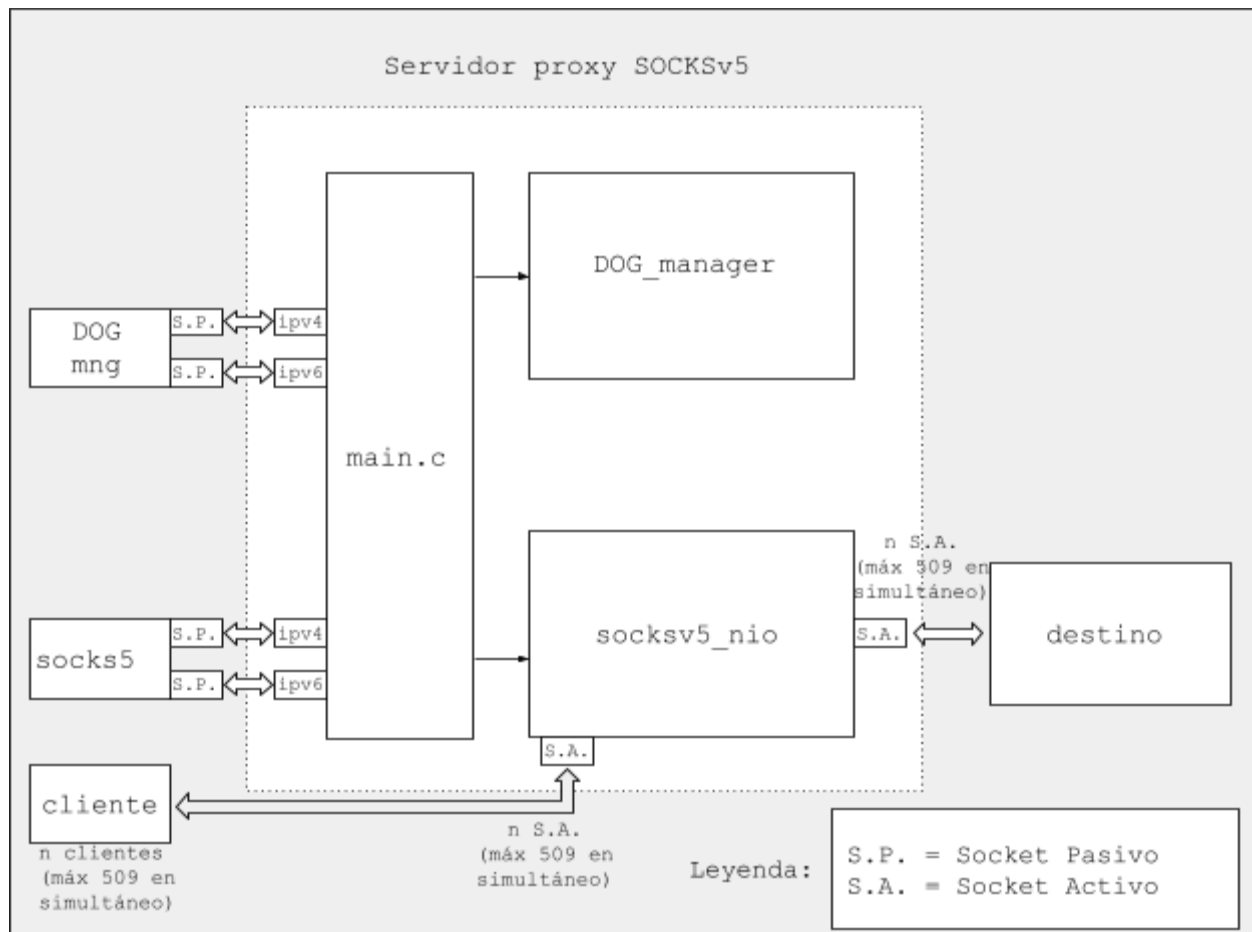 Servidor proxy SOCKSv5
DOG_manager
DOG
mng
S.P.
ipv4
S.P.
ipv6
main.c
n S.A.
(máx 509 en
simultáneo)
socks5
S.P.
ipv4
S.P.
ipv6
socksv5_nio
S.A.
destino
S.A.
cliente
n clientes
(máx 509 en
simultáneo)
n S.A.
(máx 509 en
simultáneo)
Leyenda:
S.P. = Socket Pasivo
S.A. = Socket Activo